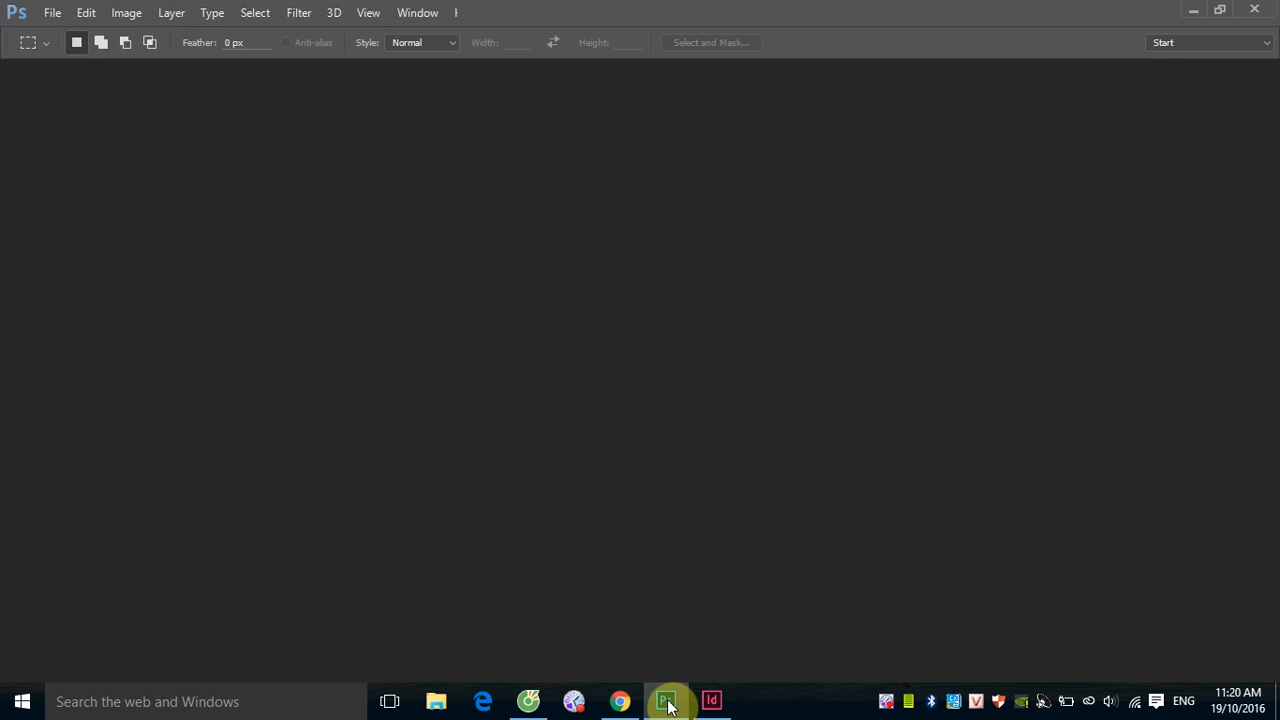 Ps File Edit Image Layer Type Select Filter 3D View Window
Feather: 0 px Anti-alias Style: Normal Width: Height: Select and Mask... Start
Search the web and Windows
Id
ENG
11:20 AM
19/10/2016